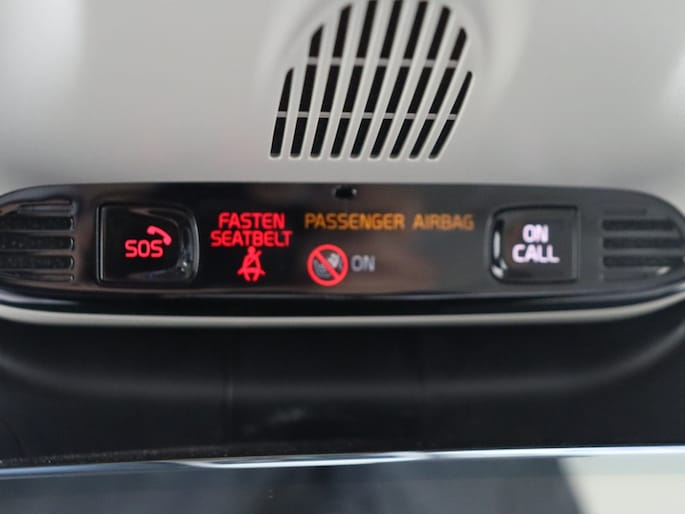 SOS
FASTEN
SEATBELT
PASSENGER AIRBAG
ON
ON
CALL